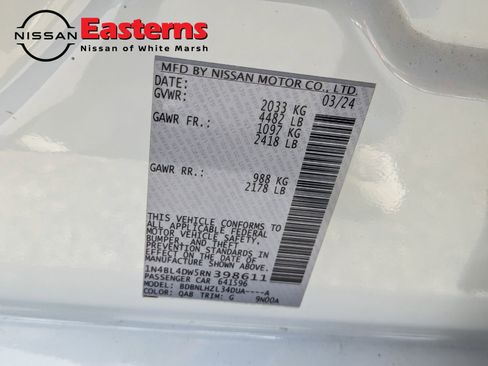 NISSAN
Easterns
Nissan of White Marsh
MFD BY NISSAN MOTOR CO., LTD.
03/24
GVWR: 2033 KG
4482 LB
GAWR FR.: 1097 KG
2418 LB
GAWR RR.: 988 KG
2178 LB
THIS VEHICLE CONFORMS TO
ALL APPLICABLE FEDERAL
MOTOR VEHICLE SAFETY,
BUMPER, AND THEFT
PREVENTION STANDARDS
IN EFFECT ON THE DATE OF
MANUFACTURE SHOWN ABOVE.
1N4BL4DW5RN398611
PASSENGER CAR 641596
MODEL: BDBNLHZL34DUA----A
COLOR: QAB TRIM: G 9N00A